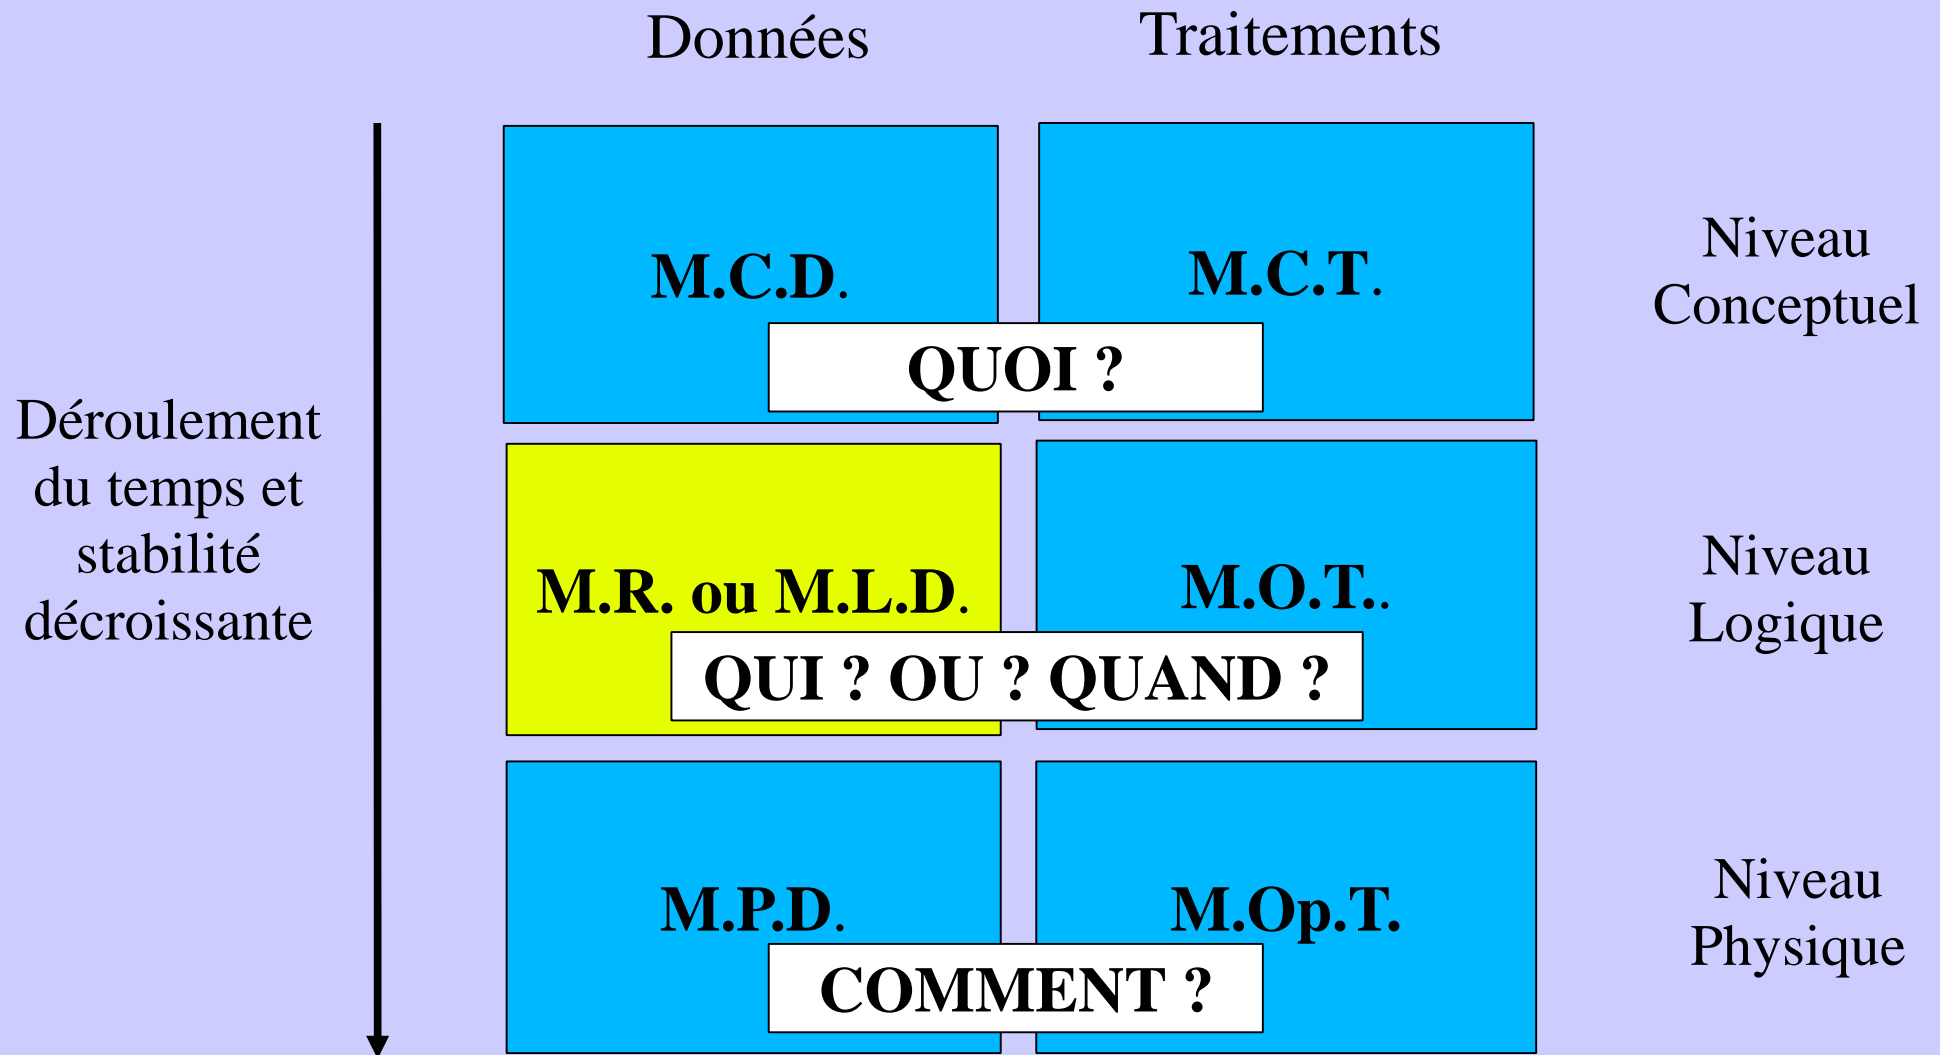 Données
Traitements
M.C.D.
M.C.T.
QUOI ?
Niveau
Conceptuel
Déroulement
du temps et
stabilité
décroissante
M.R. ou M.L.D.
M.O.T..
QUI ? OU ? QUAND ?
Niveau
Logique
M.P.D.
M.Op.T.
COMMENT ?
Niveau
Physique